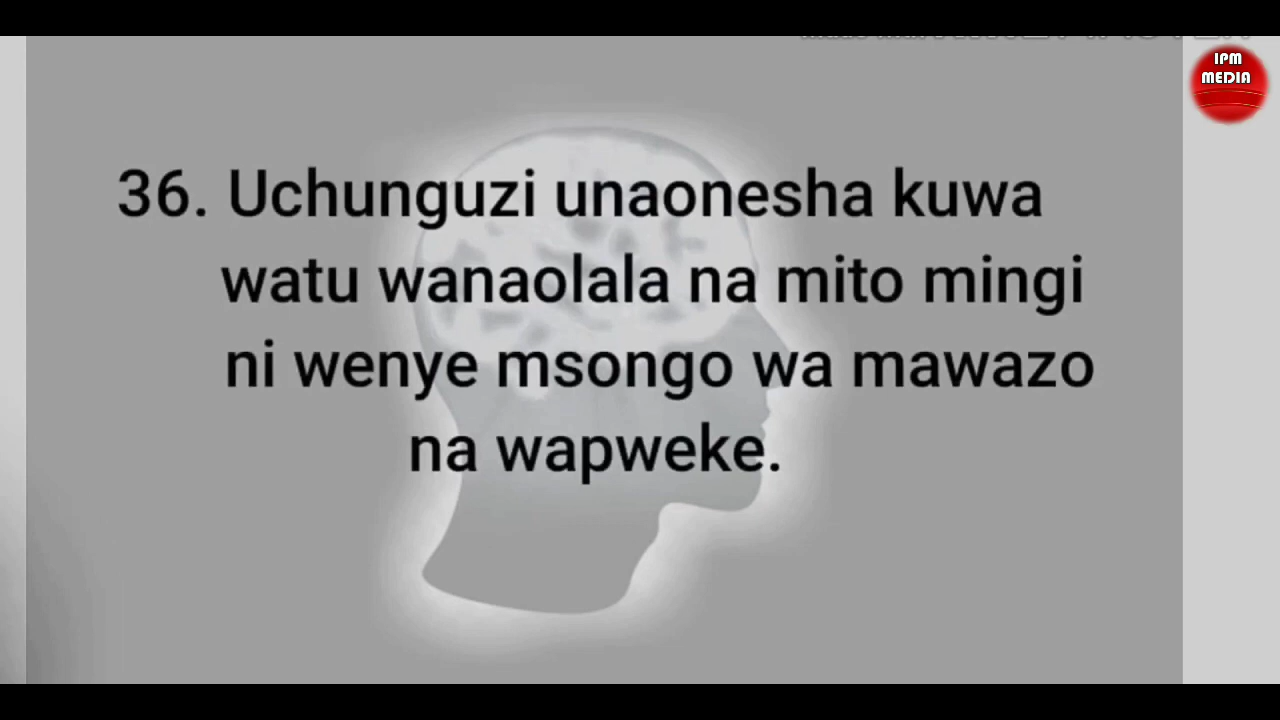 IPM
MEDIA
36. Uchunguzi unaonesha kuwa
watu wanaolala na mito mingi
ni wenye msongo wa mawazo
na wapweke.